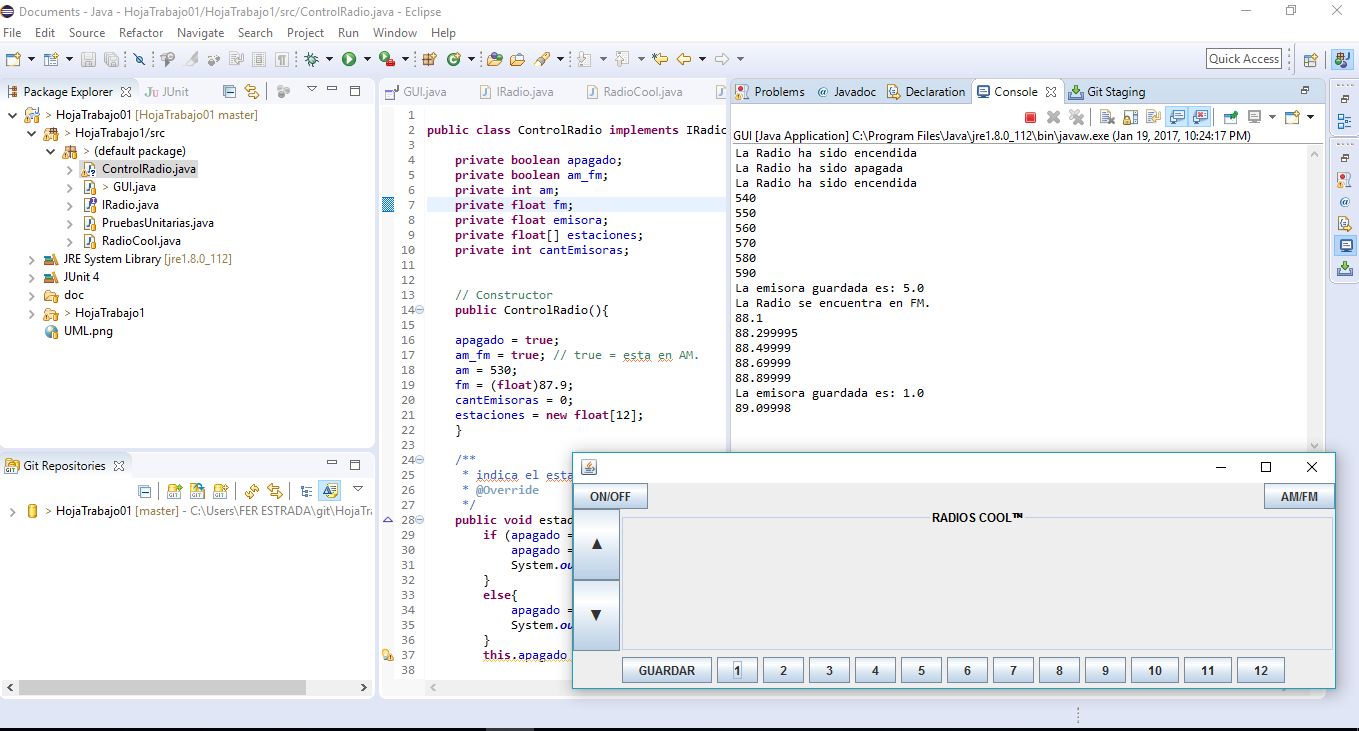 Documents - Java - HojaTrabajo01/HojaTrabajo1/src/ControlRadio.java - Eclipse
File Edit Source Refactor Navigate Search Project Run Window Help
Quick Access
Package Explorer
JUnit
HojaTrabajo01 [HojaTrabajo01 master]
> HojaTrabajo1/src
> (default package)
ControlRadio.java
> GUI.java
IRadio.java
PruebasUnitarias.java
RadioCool.java
JRE System Library [jre1.8.0_112]
JUnit 4
doc
> HojaTrabajo1
UML.png
Git Repositories
> HojaTrabajo01 [master] - C:\Users\FER ESTRADA\git\HojaTra
GUI.java
IRadio.java
RadioCool.java
1
2 public class ControlRadio implements IRadio
3
4 private boolean apagado;
5 private boolean am_fm;
6 private int am;
7 private float fm;
8 private float emisora;
9 private float[] estaciones;
10 private int cantEmisoras;
11
12
13 // Constructor
14 public ControlRadio(){
15
16 apagado = true;
17 am_fm = true; // true = esta en AM.
18 am = 530;
19 fm = (float)87.9;
20 cantEmisoras = 0;
21 estaciones = new float[12];
22 }
23
24 /**
25 * indica el esta
26 * @Override
27 */
28 public void estad
29 if (apagado =
30 apagado =
31 System.ou
32 }
33 else{
34 apagado =
35 System.ou
36 }
37 this.apagado
38
Problems
@ Javadoc
Declaration
Console
Git Staging
GUI [Java Application] C:\Program Files\Java\jre1.8.0_112\bin\javaw.exe (Jan 19, 2017, 10:24:17 PM)
La Radio ha sido encendida
La Radio ha sido apagada
La Radio ha sido encendida
540
550
560
570
580
590
La emisora guardada es: 5.0
La Radio se encuentra en FM.
88.1
88.299995
88.49999
88.69999
88.89999
La emisora guardada es: 1.0
89.09998
ON/OFF
AM/FM
RADIOS COOL™
▲
▼
GUARDAR 1 2 3 4 5 6 7 8 9 10 11 12